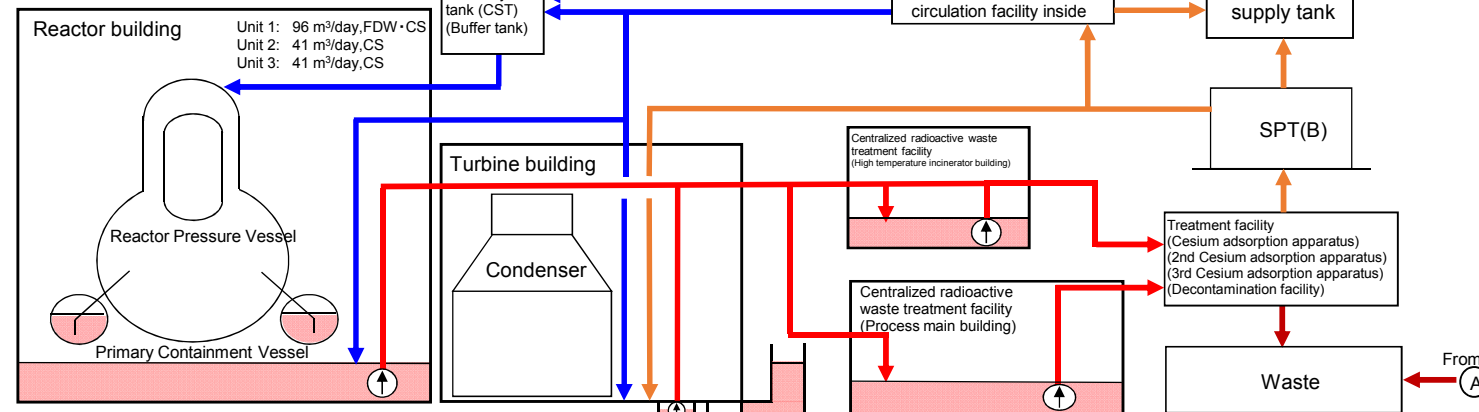 tank (CST)
(Buffer tank)
circulation facility inside
supply tank
Reactor building
Unit 1: 96 m³/day,FDW・CS
Unit 2: 41 m³/day,CS
Unit 3: 41 m³/day,CS
SPT(B)
Turbine building
Centralized radioactive waste
treatment facility
(High temperature incinerator building)
Reactor Pressure Vessel
Condenser
Treatment facility
(Cesium adsorption apparatus)
(2nd Cesium adsorption apparatus)
(3rd Cesium adsorption apparatus)
(Decontamination facility)
Centralized radioactive
waste treatment facility
(Process main building)
Primary Containment Vessel
Waste
From
A